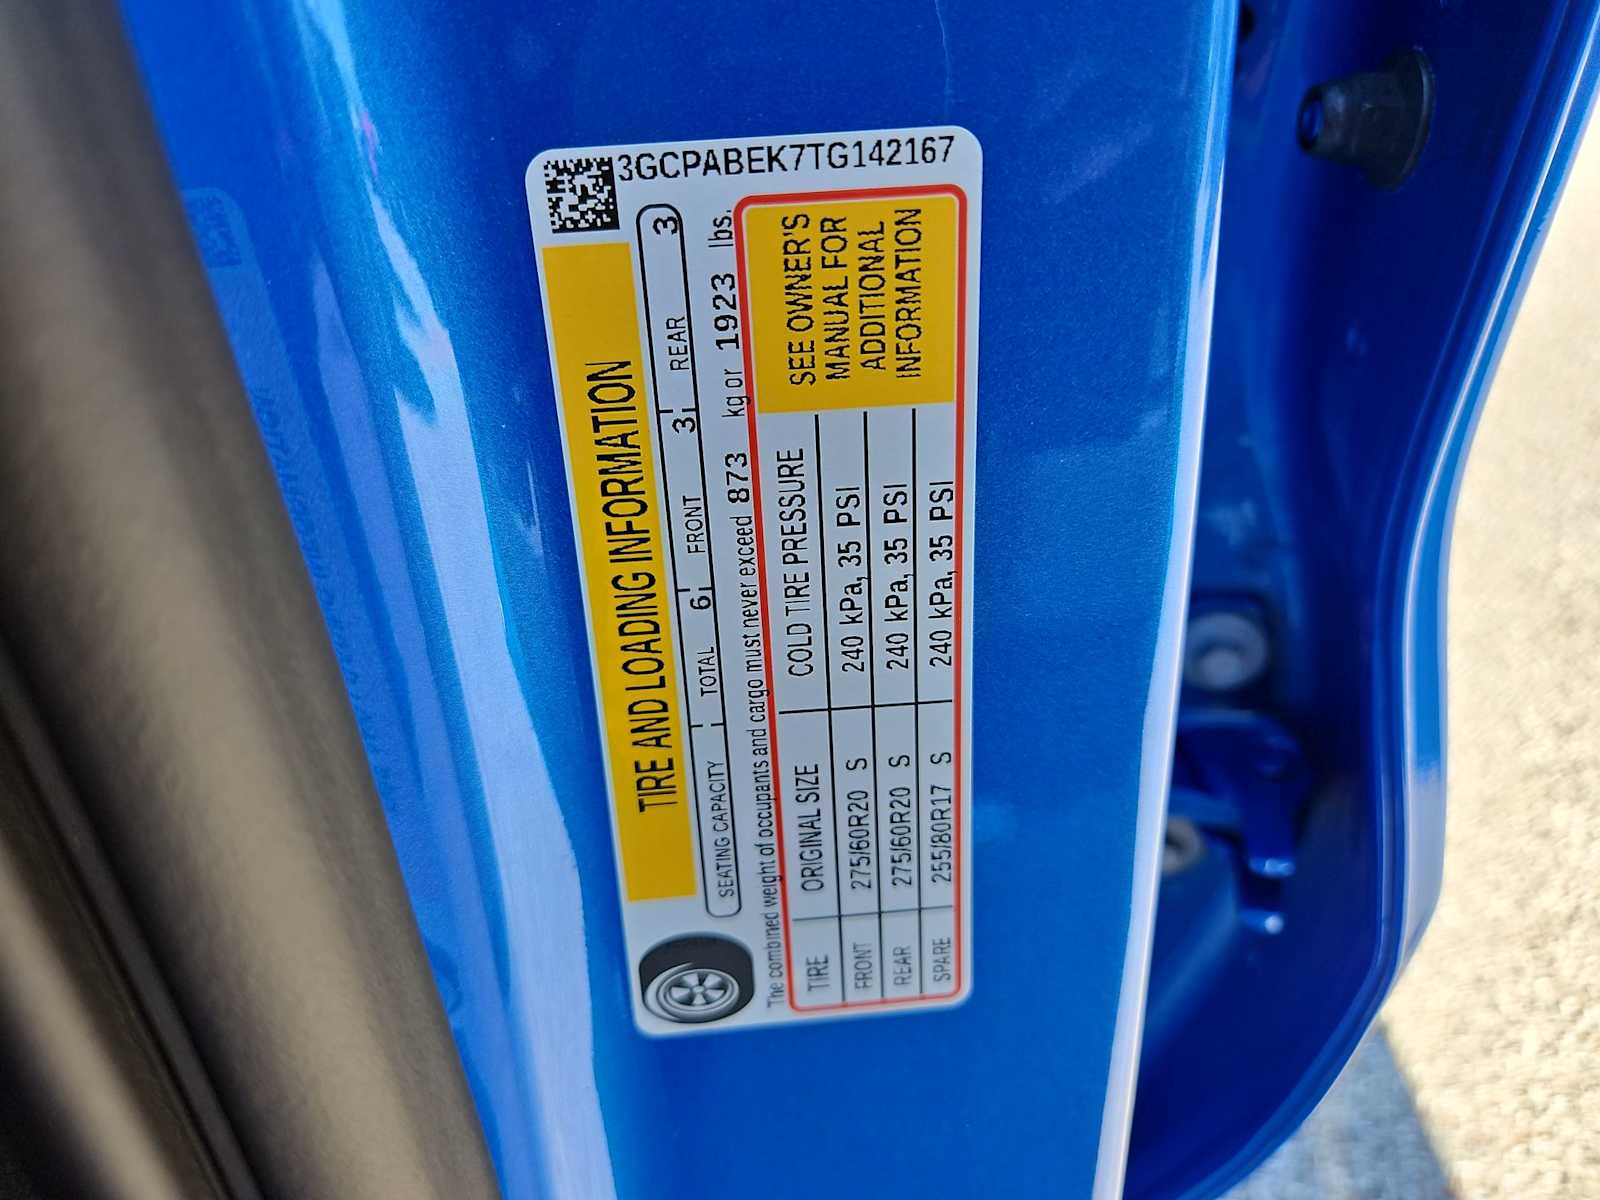 3GCPABEK7TG142167
TIRE AND LOADING INFORMATION
SEATING CAPACITY TOTAL 6 FRONT 3 REAR 3
The combined weight of occupants and cargo must never exceed 873 kg or 1923 lbs.
TIRE ORIGINAL SIZE COLD TIRE PRESSURE
FRONT 275/60R20 S 240 kPa, 35 PSI
REAR 275/60R20 S 240 kPa, 35 PSI
SPARE 255/80R17 S 240 kPa, 35 PSI
SEE OWNER'S
MANUAL FOR
ADDITIONAL
INFORMATION